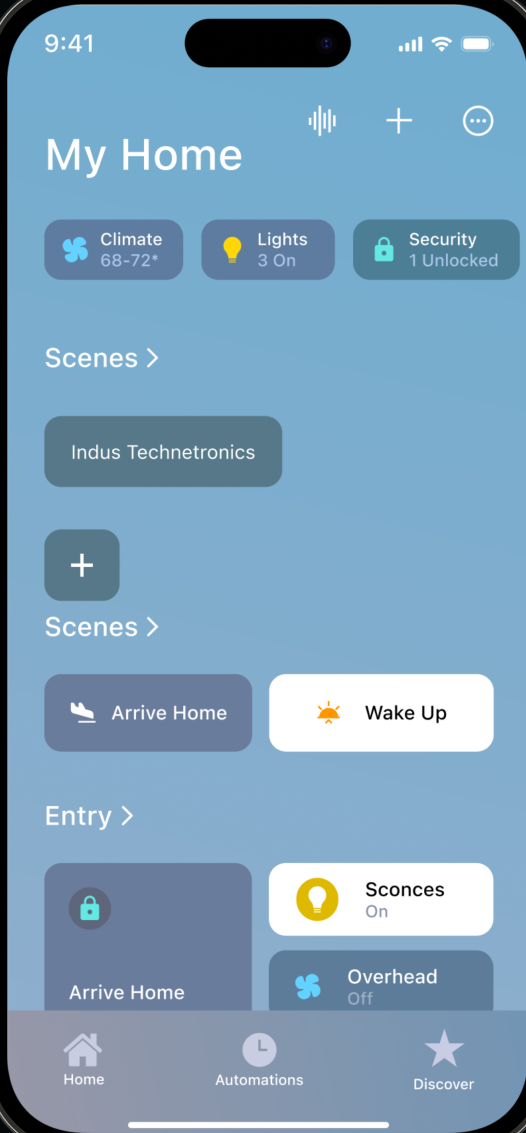 9:41
My Home
Climate
68-72*
Lights
3 On
Security
1 Unlocked
Scenes
Indus Technetronics
Scenes
Arrive Home
Wake Up
Entry
Arrive Home
Sconces
On
Overhead
Off
Home
Automations
Discover